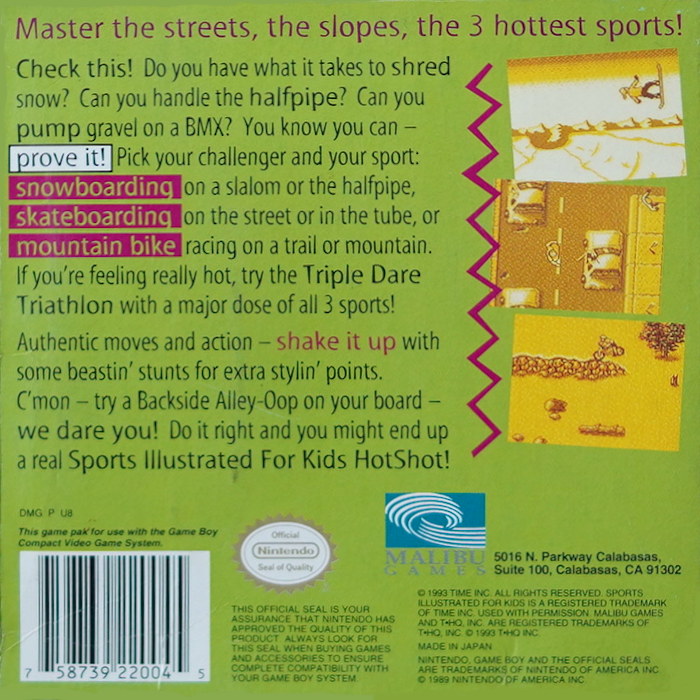 Master the streets, the slopes, the 3 hottest sports!
Check this! Do you have what it takes to shred
snow? Can you handle the halfpipe? Can you
pump gravel on a BMX? You know you can –
prove it! Pick your challenger and your sport:
snowboarding on a slalom or the halfpipe,
skateboarding on the street or in the tube, or
mountain bike racing on a trail or mountain.
If you're feeling really hot, try the Triple Dare
Triathlon with a major dose of all 3 sports!
Authentic moves and action – shake it up with
some beastin' stunts for extra stylin' points.
C'mon – try a Backside Alley-Oop on your board –
we dare you! Do it right and you might end up
a real Sports Illustrated For Kids HotShot!
DMG P U8
This game pak for use with the Game Boy
Compact Video Game System.
7 58739 22004 5
Official
Nintendo
Seal of Quality
THIS OFFICIAL SEAL IS YOUR
ASSURANCE THAT NINTENDO HAS
APPROVED THE QUALITY OF THIS
PRODUCT ALWAYS LOOK FOR
THIS SEAL WHEN BUYING GAMES
AND ACCESSORIES TO ENSURE
COMPLETE COMPATIBILITY WITH
YOUR GAME BOY SYSTEM.
MALIBU
GAMES
5016 N. Parkway Calabasas,
Suite 100, Calabasas, CA 91302
© 1993 TIME INC. ALL RIGHTS RESERVED. SPORTS
ILLUSTRATED FOR KIDS IS A REGISTERED TRADEMARK
OF TIME INC. USED WITH PERMISSION. MALIBU GAMES
AND T•HQ, INC. ARE REGISTERED TRADEMARKS OF
T•HQ, INC. © 1993 T•HQ INC.
MADE IN JAPAN
NINTENDO, GAME BOY AND THE OFFICIAL SEALS
ARE TRADEMARKS OF NINTENDO OF AMERICA INC.
© 1989 NINTENDO OF AMERICA INC